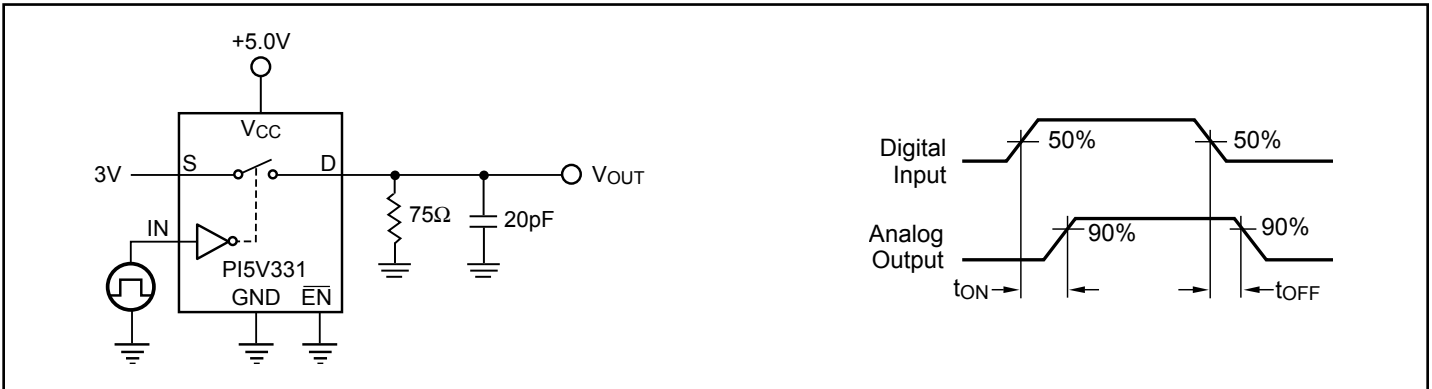 +5.0V
VCC
S
D
3V
VOUT
IN
75Ω
20pF
PI5V331
GND
EN
Digital
Input
50%
50%
Analog
Output
90%
90%
tON
tOFF